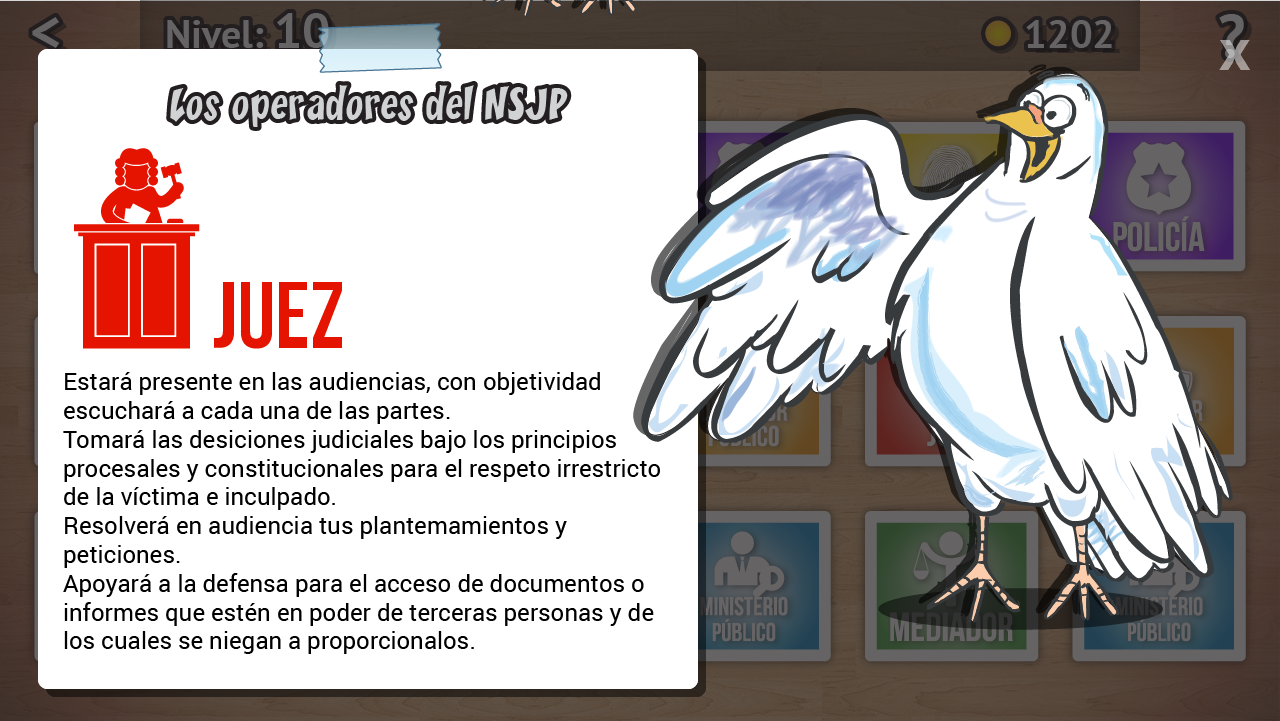 Nivel: 10
1202
?
X
Los operadores del NSJP
JUEZ
Estará presente en las audiencias, con objetividad
escuchará a cada una de las partes.
Tomará las desiciones judiciales bajo los principios
procesales y constitucionales para el respeto irrestricto
de la víctima e inculpado.
Resolverá en audiencia tus plantemamientos y
peticiones.
Apoyará a la defensa para el acceso de documentos o
informes que estén en poder de terceras personas y de
los cuales se niegan a proporcionalos.
POLICÍA
PÚBLICO
MINISTERIO
PÚBLICO
MEDIADOR
MINISTERIO
PÚBLICO